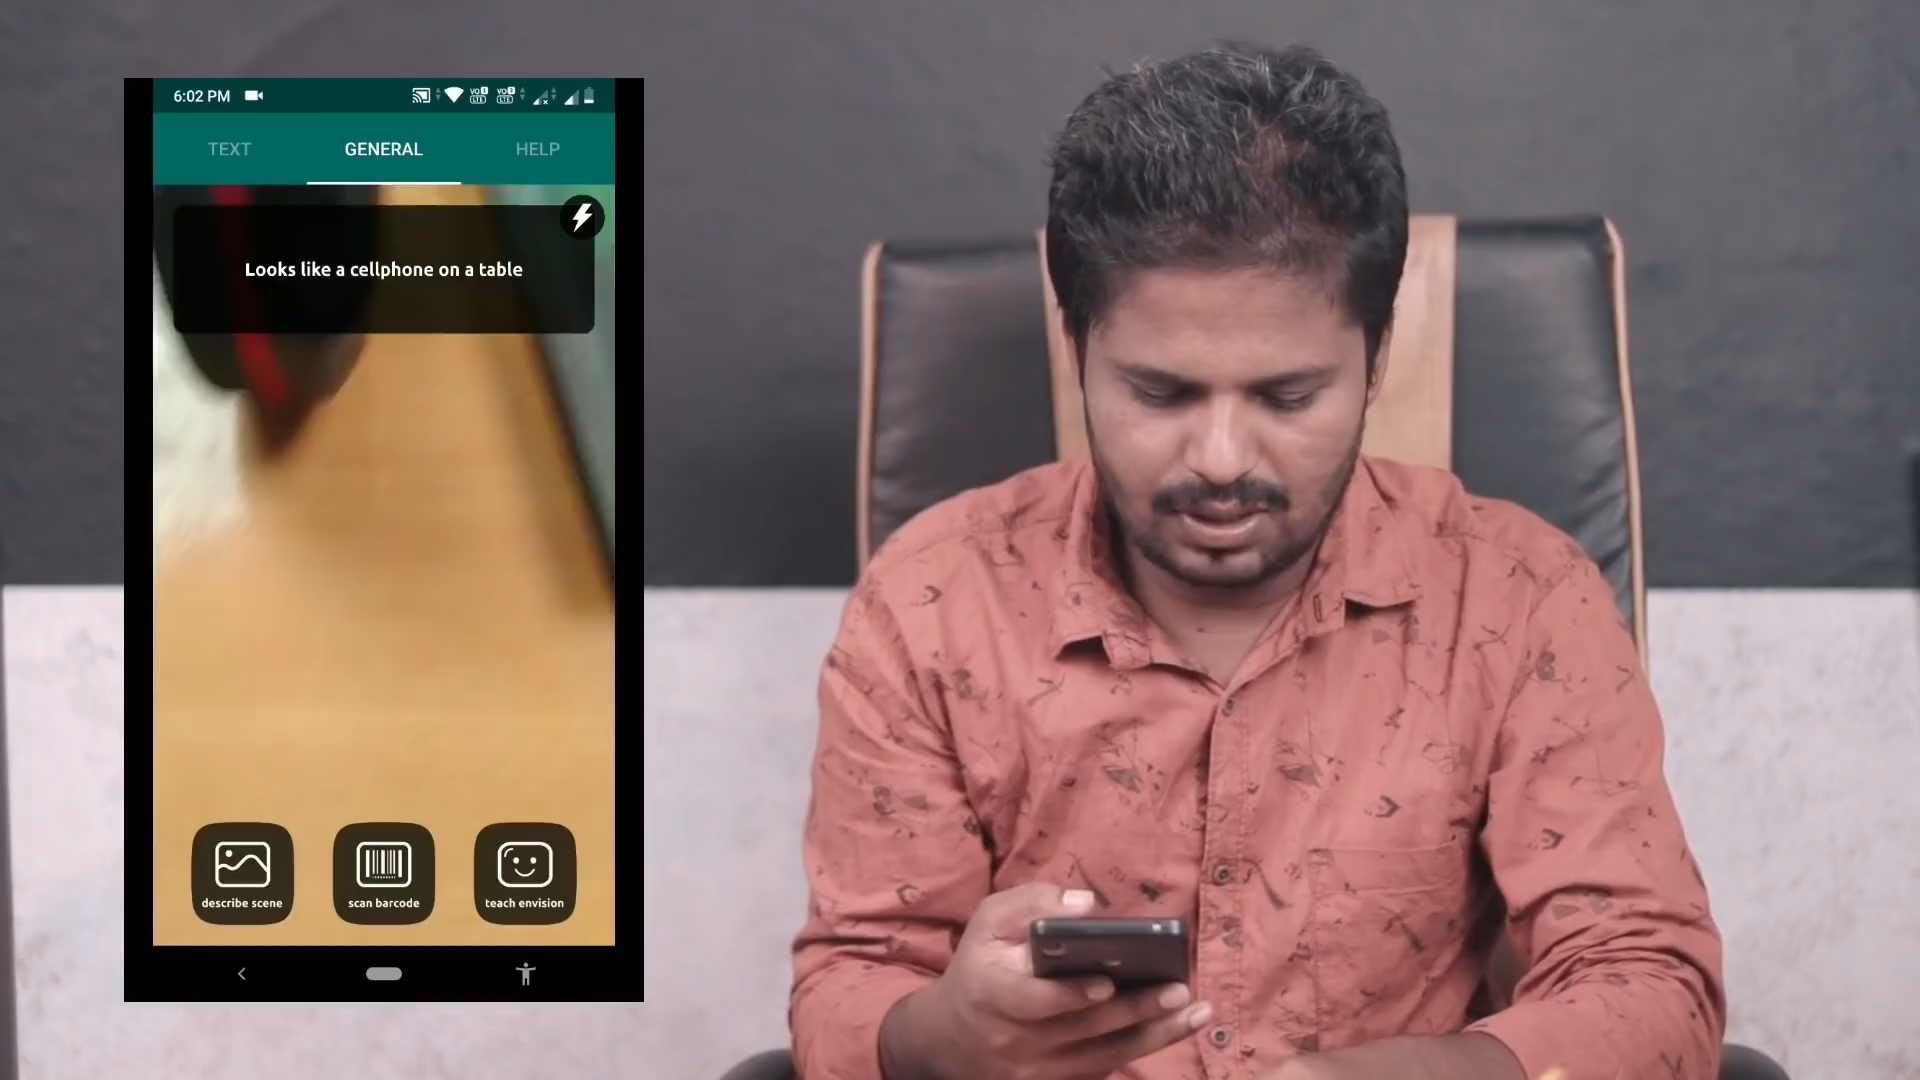 6:02 PM
TEXT GENERAL HELP
Looks like a cellphone on a table
describe scene scan barcode teach envision